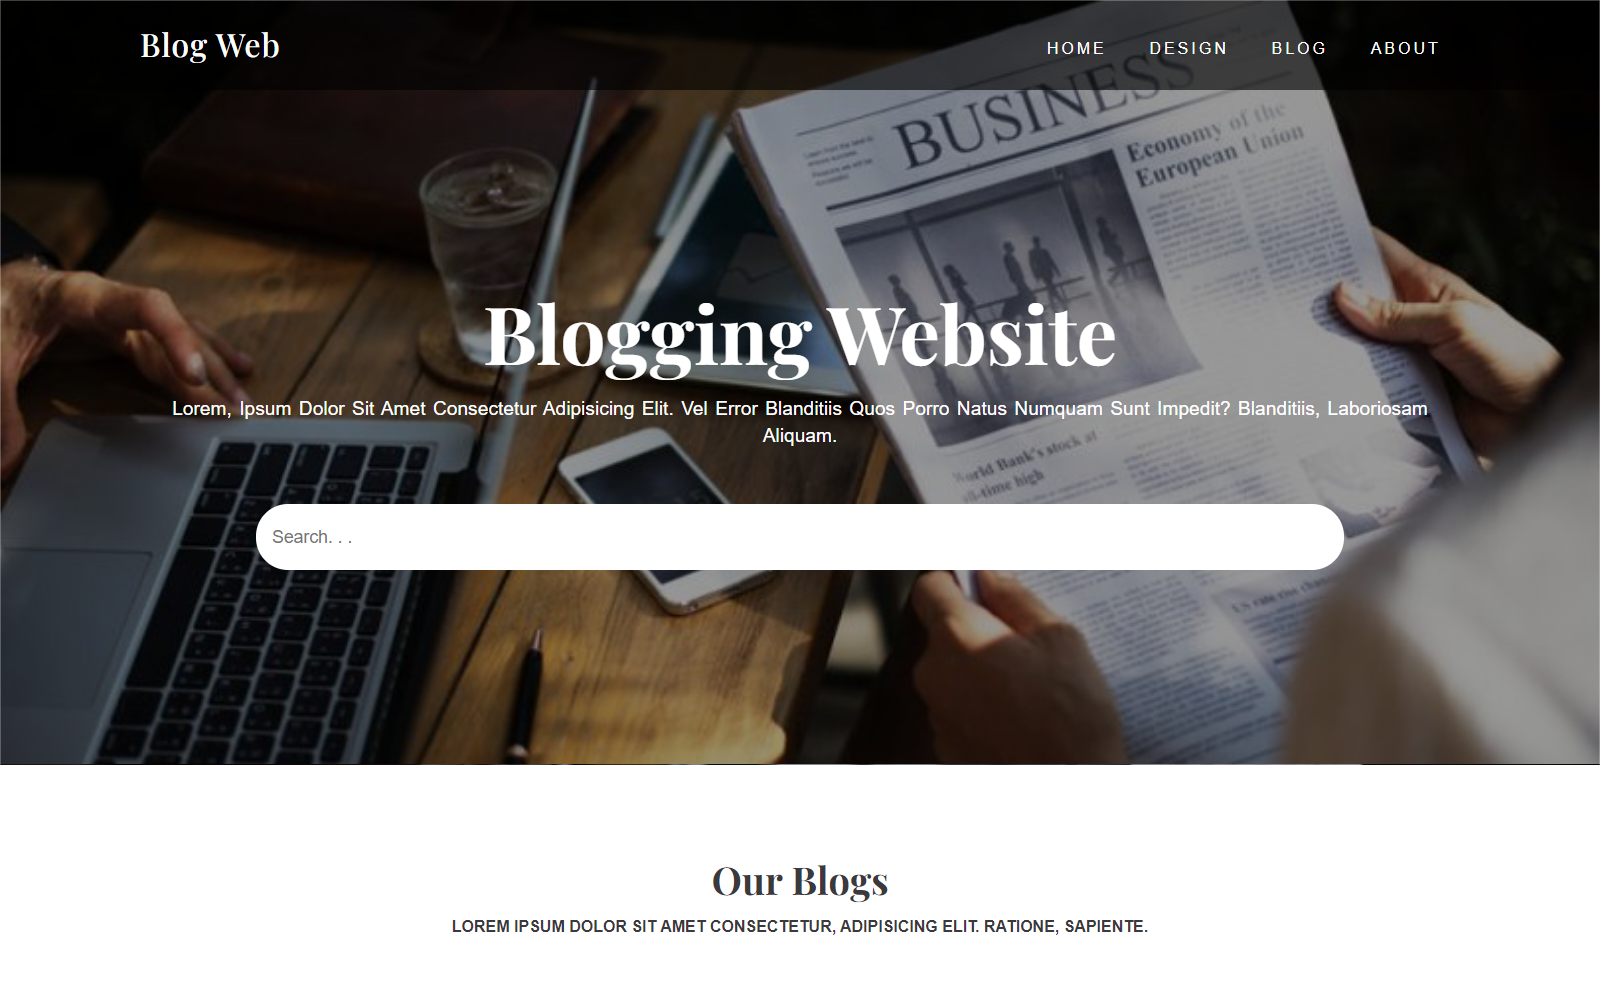 Blog Web
HOME DESIGN BLOG ABOUT
BUSINESS
Economy of the
European Union
Blogging Website
Lorem, Ipsum Dolor Sit Amet Consectetur Adipisicing Elit. Vel Error Blanditiis Quos Porro Natus Numquam Sunt Impedit? Blanditiis, Laboriosam
Aliquam.
World Bank's stock at
all-time high
Search. . .
Our Blogs
LOREM IPSUM DOLOR SIT AMET CONSECTETUR, ADIPISICING ELIT. RATIONE, SAPIENTE.